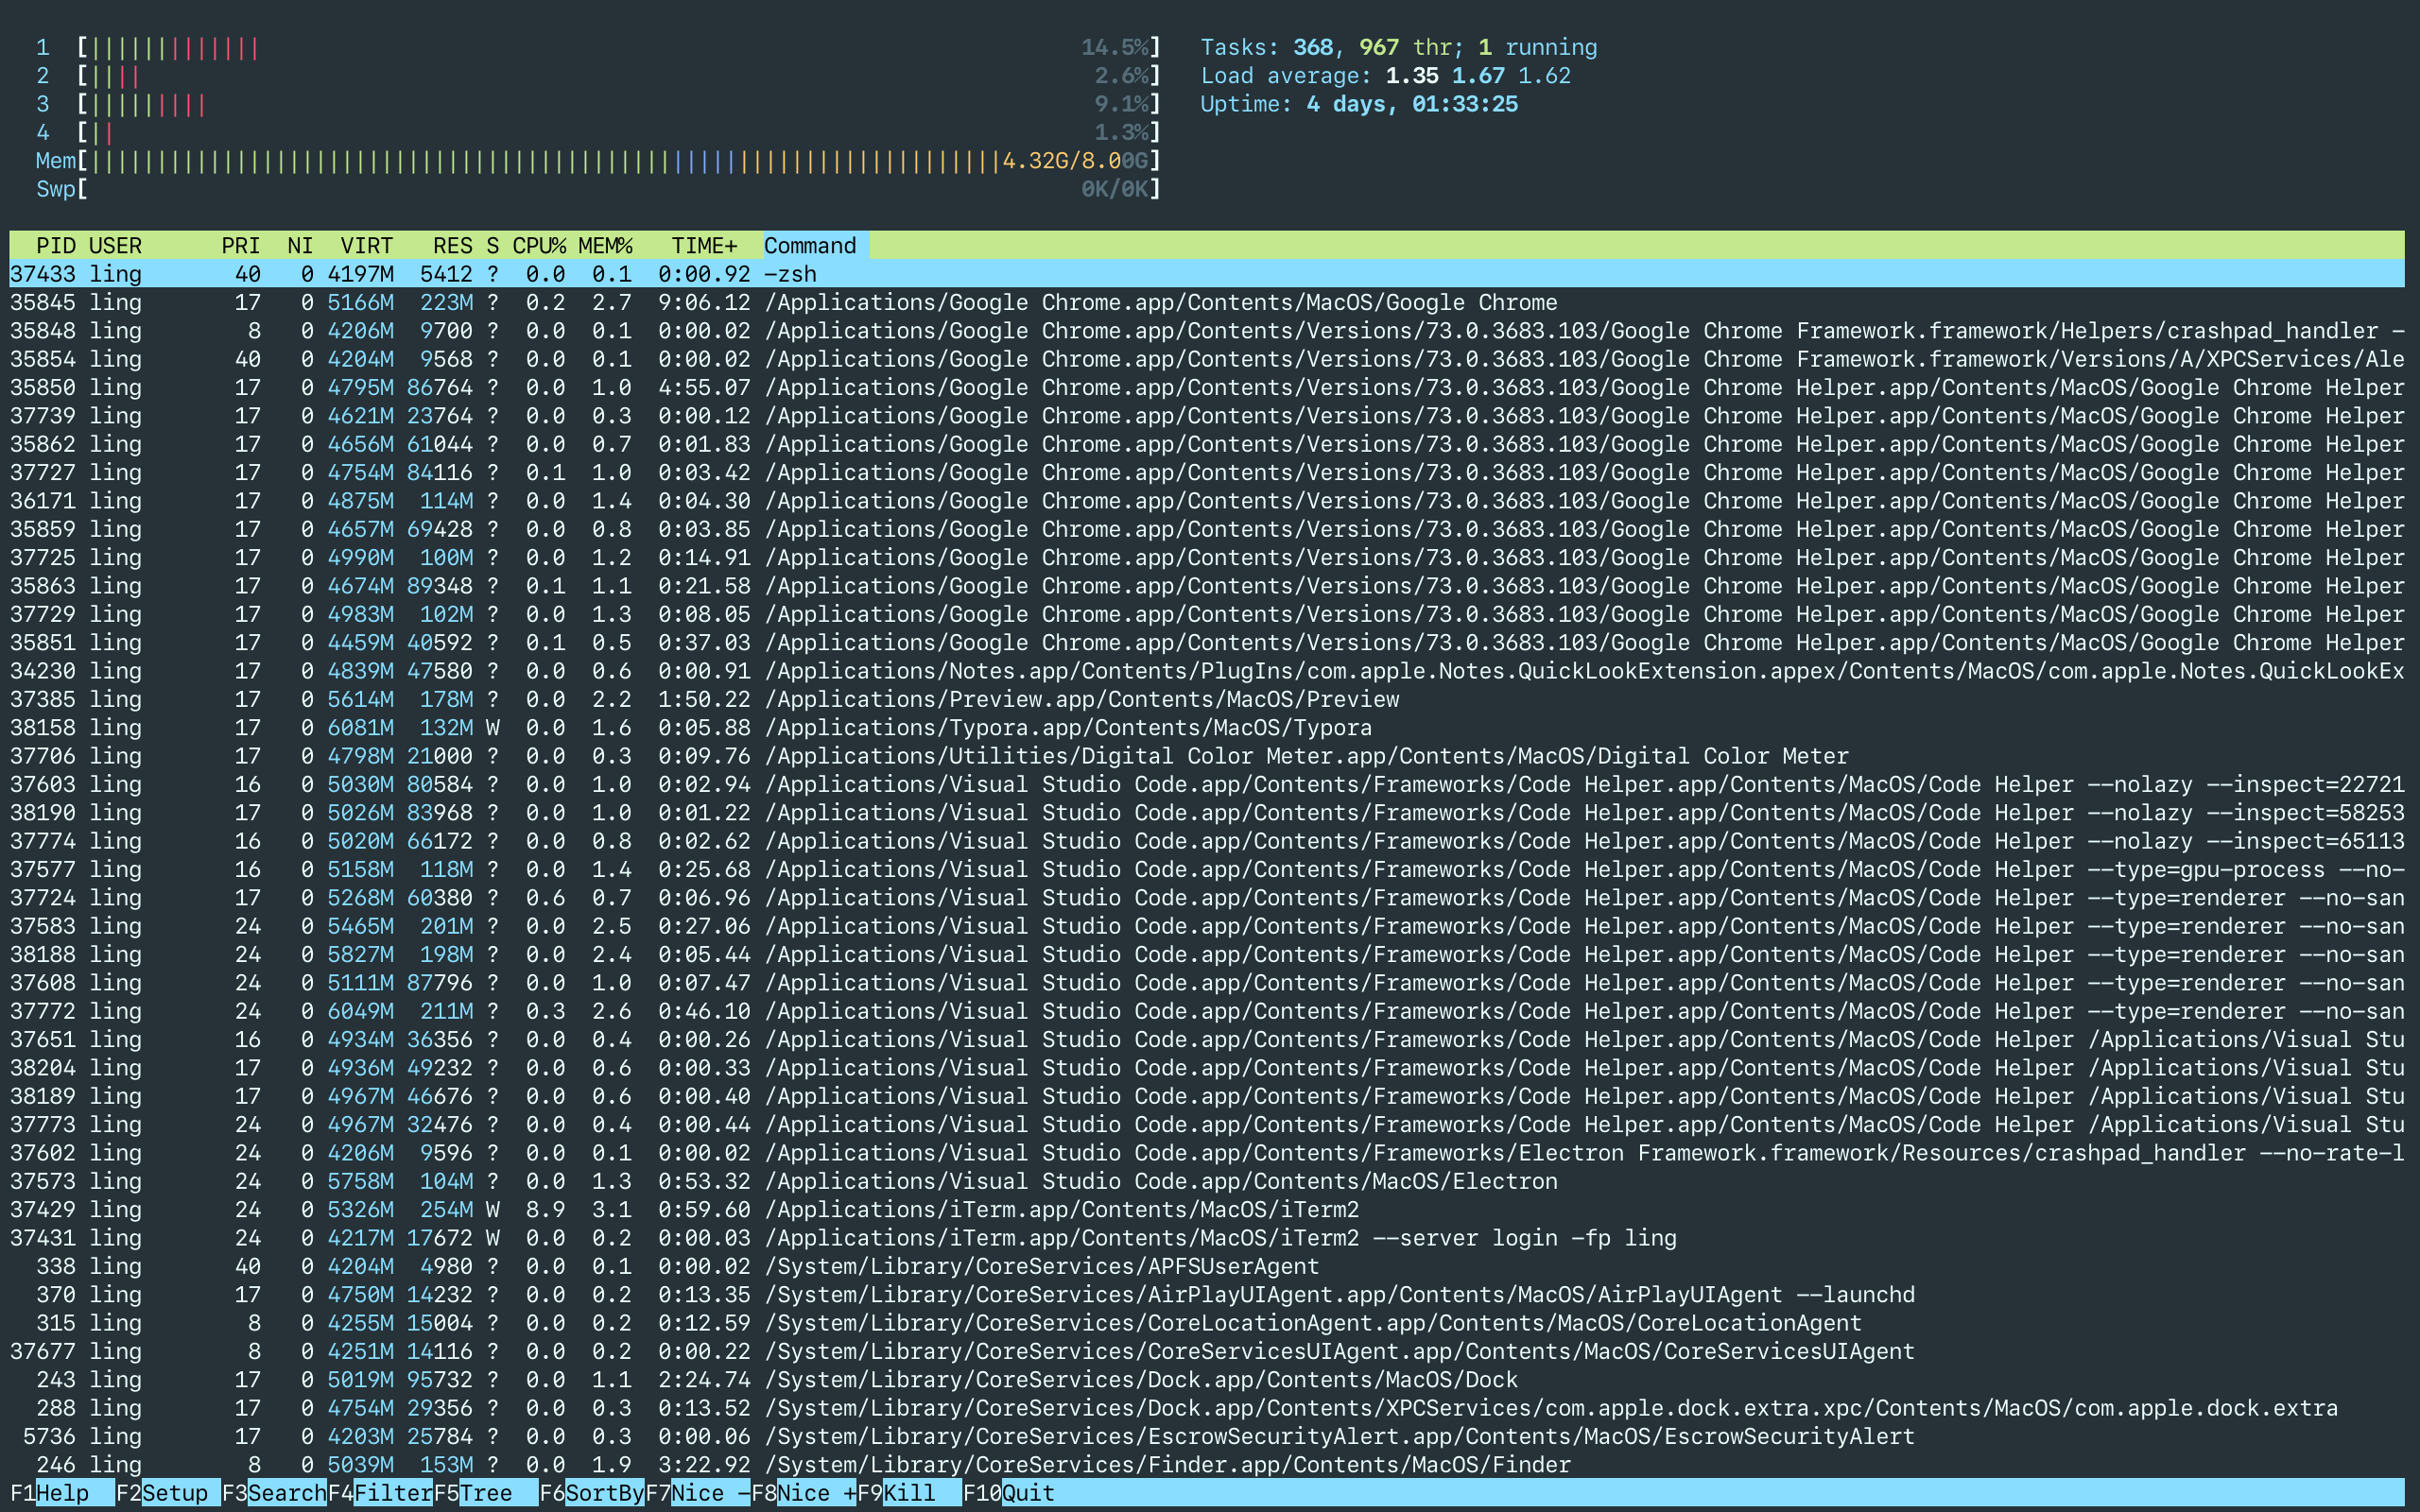 1 [||||||||||||| 14.5%] Tasks: 368, 967 thr; 1 running
2 [|||| 2.6%] Load average: 1.35 1.67 1.62
3 [||||||||| 9.1%] Uptime: 4 days, 01:33:25
4 [|| 1.3%]
Mem[|||||||||||||||||||||||||||||||||||||||||||||||||||||||||||||||||||||4.32G/8.00G]
Swp[ 0K/0K]
PID USER PRI NI VIRT RES S CPU% MEM% TIME+ Command
37433 ling 40 0 4197M 5412 ? 0.0 0.1 0:00.92 -zsh
35845 ling 17 0 5166M 223M ? 0.2 2.7 9:06.12 /Applications/Google Chrome.app/Contents/MacOS/Google Chrome
35848 ling 8 0 4206M 9700 ? 0.0 0.1 0:00.02 /Applications/Google Chrome.app/Contents/Versions/73.0.3683.103/Google Chrome Framework.framework/Helpers/crashpad_handler -
35854 ling 40 0 4204M 9568 ? 0.0 0.1 0:00.02 /Applications/Google Chrome.app/Contents/Versions/73.0.3683.103/Google Chrome Framework.framework/Versions/A/XPCServices/Ale
35850 ling 17 0 4795M 86764 ? 0.0 1.0 4:55.07 /Applications/Google Chrome.app/Contents/Versions/73.0.3683.103/Google Chrome Helper.app/Contents/MacOS/Google Chrome Helper
37739 ling 17 0 4621M 23764 ? 0.0 0.3 0:00.12 /Applications/Google Chrome.app/Contents/Versions/73.0.3683.103/Google Chrome Helper.app/Contents/MacOS/Google Chrome Helper
35862 ling 17 0 4656M 61044 ? 0.0 0.7 0:01.83 /Applications/Google Chrome.app/Contents/Versions/73.0.3683.103/Google Chrome Helper.app/Contents/MacOS/Google Chrome Helper
37727 ling 17 0 4754M 84116 ? 0.1 1.0 0:03.42 /Applications/Google Chrome.app/Contents/Versions/73.0.3683.103/Google Chrome Helper.app/Contents/MacOS/Google Chrome Helper
36171 ling 17 0 4875M 114M ? 0.0 1.4 0:04.30 /Applications/Google Chrome.app/Contents/Versions/73.0.3683.103/Google Chrome Helper.app/Contents/MacOS/Google Chrome Helper
35859 ling 17 0 4657M 69428 ? 0.0 0.8 0:03.85 /Applications/Google Chrome.app/Contents/Versions/73.0.3683.103/Google Chrome Helper.app/Contents/MacOS/Google Chrome Helper
37725 ling 17 0 4990M 100M ? 0.0 1.2 0:14.91 /Applications/Google Chrome.app/Contents/Versions/73.0.3683.103/Google Chrome Helper.app/Contents/MacOS/Google Chrome Helper
35863 ling 17 0 4674M 89348 ? 0.1 1.1 0:21.58 /Applications/Google Chrome.app/Contents/Versions/73.0.3683.103/Google Chrome Helper.app/Contents/MacOS/Google Chrome Helper
37729 ling 17 0 4983M 102M ? 0.0 1.3 0:08.05 /Applications/Google Chrome.app/Contents/Versions/73.0.3683.103/Google Chrome Helper.app/Contents/MacOS/Google Chrome Helper
35851 ling 17 0 4459M 40592 ? 0.1 0.5 0:37.03 /Applications/Google Chrome.app/Contents/Versions/73.0.3683.103/Google Chrome Helper.app/Contents/MacOS/Google Chrome Helper
34230 ling 17 0 4839M 47580 ? 0.0 0.6 0:00.91 /Applications/Notes.app/Contents/PlugIns/com.apple.Notes.QuickLookExtension.appex/Contents/MacOS/com.apple.Notes.QuickLookEx
37385 ling 17 0 5614M 178M ? 0.0 2.2 1:50.22 /Applications/Preview.app/Contents/MacOS/Preview
38158 ling 17 0 6081M 132M W 0.0 1.6 0:05.88 /Applications/Typora.app/Contents/MacOS/Typora
37706 ling 17 0 4798M 21000 ? 0.0 0.3 0:09.76 /Applications/Utilities/Digital Color Meter.app/Contents/MacOS/Digital Color Meter
37603 ling 16 0 5030M 80584 ? 0.0 1.0 0:02.94 /Applications/Visual Studio Code.app/Contents/Frameworks/Code Helper.app/Contents/MacOS/Code Helper --nolazy --inspect=22721
38190 ling 17 0 5026M 83968 ? 0.0 1.0 0:01.22 /Applications/Visual Studio Code.app/Contents/Frameworks/Code Helper.app/Contents/MacOS/Code Helper --nolazy --inspect=58253
37774 ling 16 0 5020M 66172 ? 0.0 0.8 0:02.62 /Applications/Visual Studio Code.app/Contents/Frameworks/Code Helper.app/Contents/MacOS/Code Helper --nolazy --inspect=65113
37577 ling 16 0 5158M 118M ? 0.0 1.4 0:25.68 /Applications/Visual Studio Code.app/Contents/Frameworks/Code Helper.app/Contents/MacOS/Code Helper --type=gpu-process --no-
37724 ling 17 0 5268M 60380 ? 0.6 0.7 0:06.96 /Applications/Visual Studio Code.app/Contents/Frameworks/Code Helper.app/Contents/MacOS/Code Helper --type=renderer --no-san
37583 ling 24 0 5465M 201M ? 0.0 2.5 0:27.06 /Applications/Visual Studio Code.app/Contents/Frameworks/Code Helper.app/Contents/MacOS/Code Helper --type=renderer --no-san
38188 ling 24 0 5827M 198M ? 0.0 2.4 0:05.44 /Applications/Visual Studio Code.app/Contents/Frameworks/Code Helper.app/Contents/MacOS/Code Helper --type=renderer --no-san
37608 ling 24 0 5111M 87796 ? 0.0 1.0 0:07.47 /Applications/Visual Studio Code.app/Contents/Frameworks/Code Helper.app/Contents/MacOS/Code Helper --type=renderer --no-san
37772 ling 24 0 6049M 211M ? 0.3 2.6 0:46.10 /Applications/Visual Studio Code.app/Contents/Frameworks/Code Helper.app/Contents/MacOS/Code Helper --type=renderer --no-san
37651 ling 16 0 4934M 36356 ? 0.0 0.4 0:00.26 /Applications/Visual Studio Code.app/Contents/Frameworks/Code Helper.app/Contents/MacOS/Code Helper /Applications/Visual Stu
38204 ling 17 0 4936M 49232 ? 0.0 0.6 0:00.33 /Applications/Visual Studio Code.app/Contents/Frameworks/Code Helper.app/Contents/MacOS/Code Helper /Applications/Visual Stu
38189 ling 17 0 4967M 46676 ? 0.0 0.6 0:00.40 /Applications/Visual Studio Code.app/Contents/Frameworks/Code Helper.app/Contents/MacOS/Code Helper /Applications/Visual Stu
37773 ling 24 0 4967M 32476 ? 0.0 0.4 0:00.44 /Applications/Visual Studio Code.app/Contents/Frameworks/Code Helper.app/Contents/MacOS/Code Helper /Applications/Visual Stu
37602 ling 24 0 4206M 9596 ? 0.0 0.1 0:00.02 /Applications/Visual Studio Code.app/Contents/Frameworks/Electron Framework.framework/Resources/crashpad_handler --no-rate-l
37573 ling 24 0 5758M 104M ? 0.0 1.3 0:53.32 /Applications/Visual Studio Code.app/Contents/MacOS/Electron
37429 ling 24 0 5326M 254M W 8.9 3.1 0:59.60 /Applications/iTerm.app/Contents/MacOS/iTerm2
37431 ling 24 0 4217M 17672 W 0.0 0.2 0:00.03 /Applications/iTerm.app/Contents/MacOS/iTerm2 --server login -fp ling
338 ling 40 0 4204M 4980 ? 0.0 0.1 0:00.02 /System/Library/CoreServices/APFSUserAgent
370 ling 17 0 4750M 14232 ? 0.0 0.2 0:13.35 /System/Library/CoreServices/AirPlayUIAgent.app/Contents/MacOS/AirPlayUIAgent --launchd
315 ling 8 0 4255M 15004 ? 0.0 0.2 0:12.59 /System/Library/CoreServices/CoreLocationAgent.app/Contents/MacOS/CoreLocationAgent
37677 ling 8 0 4251M 14116 ? 0.0 0.2 0:00.22 /System/Library/CoreServices/CoreServicesUIAgent.app/Contents/MacOS/CoreServicesUIAgent
243 ling 17 0 5019M 95732 ? 0.0 1.1 2:24.74 /System/Library/CoreServices/Dock.app/Contents/MacOS/Dock
288 ling 17 0 4754M 29356 ? 0.0 0.3 0:13.52 /System/Library/CoreServices/Dock.app/Contents/XPCServices/com.apple.dock.extra.xpc/Contents/MacOS/com.apple.dock.extra
5736 ling 17 0 4203M 25784 ? 0.0 0.3 0:00.06 /System/Library/CoreServices/EscrowSecurityAlert.app/Contents/MacOS/EscrowSecurityAlert
246 ling 8 0 5039M 153M ? 0.0 1.9 3:22.92 /System/Library/CoreServices/Finder.app/Contents/MacOS/Finder
F1Help F2Setup F3SearchF4FilterF5Tree F6SortByF7Nice -F8Nice +F9Kill F10Quit